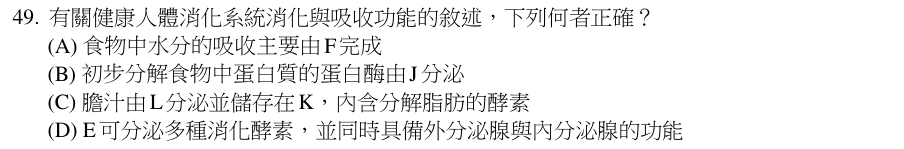 49. 有關健康人體消化系統消化與吸收功能的敘述，下列何者正確？
(A) 食物中水分的吸收主要由F完成
(B) 初步分解食物中蛋白質的蛋白酶由J分泌
(C) 膽汁由L分泌並儲存在K，內含分解脂肪的酵素
(D) E可分泌多種消化酵素，並同時具備外分泌腺與內分泌腺的功能